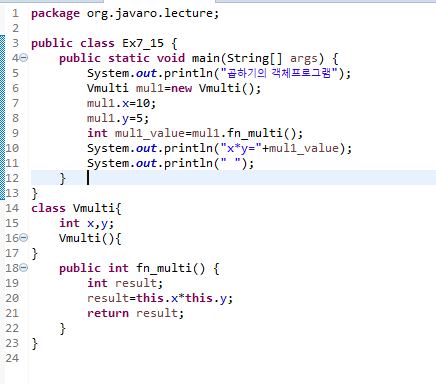 1 package org.javaro.lecture;
2
3 public class Ex7_15 {
4     public static void main(String[] args) {
5         System.out.println("곱하기의 객체프로그램");
6         Vmulti mul1=new Vmulti();
7         mul1.x=10;
8         mul1.y=5;
9         int mul1_value=mul1.fn_multi();
10         System.out.println("x*y="+mul1_value);
11         System.out.println(" ");
12     }
13 }
14 class Vmulti{
15     int x,y;
16     Vmulti(){
17 }
18     public int fn_multi() {
19         int result;
20         result=this.x*this.y;
21         return result;
22     }
23 }
24